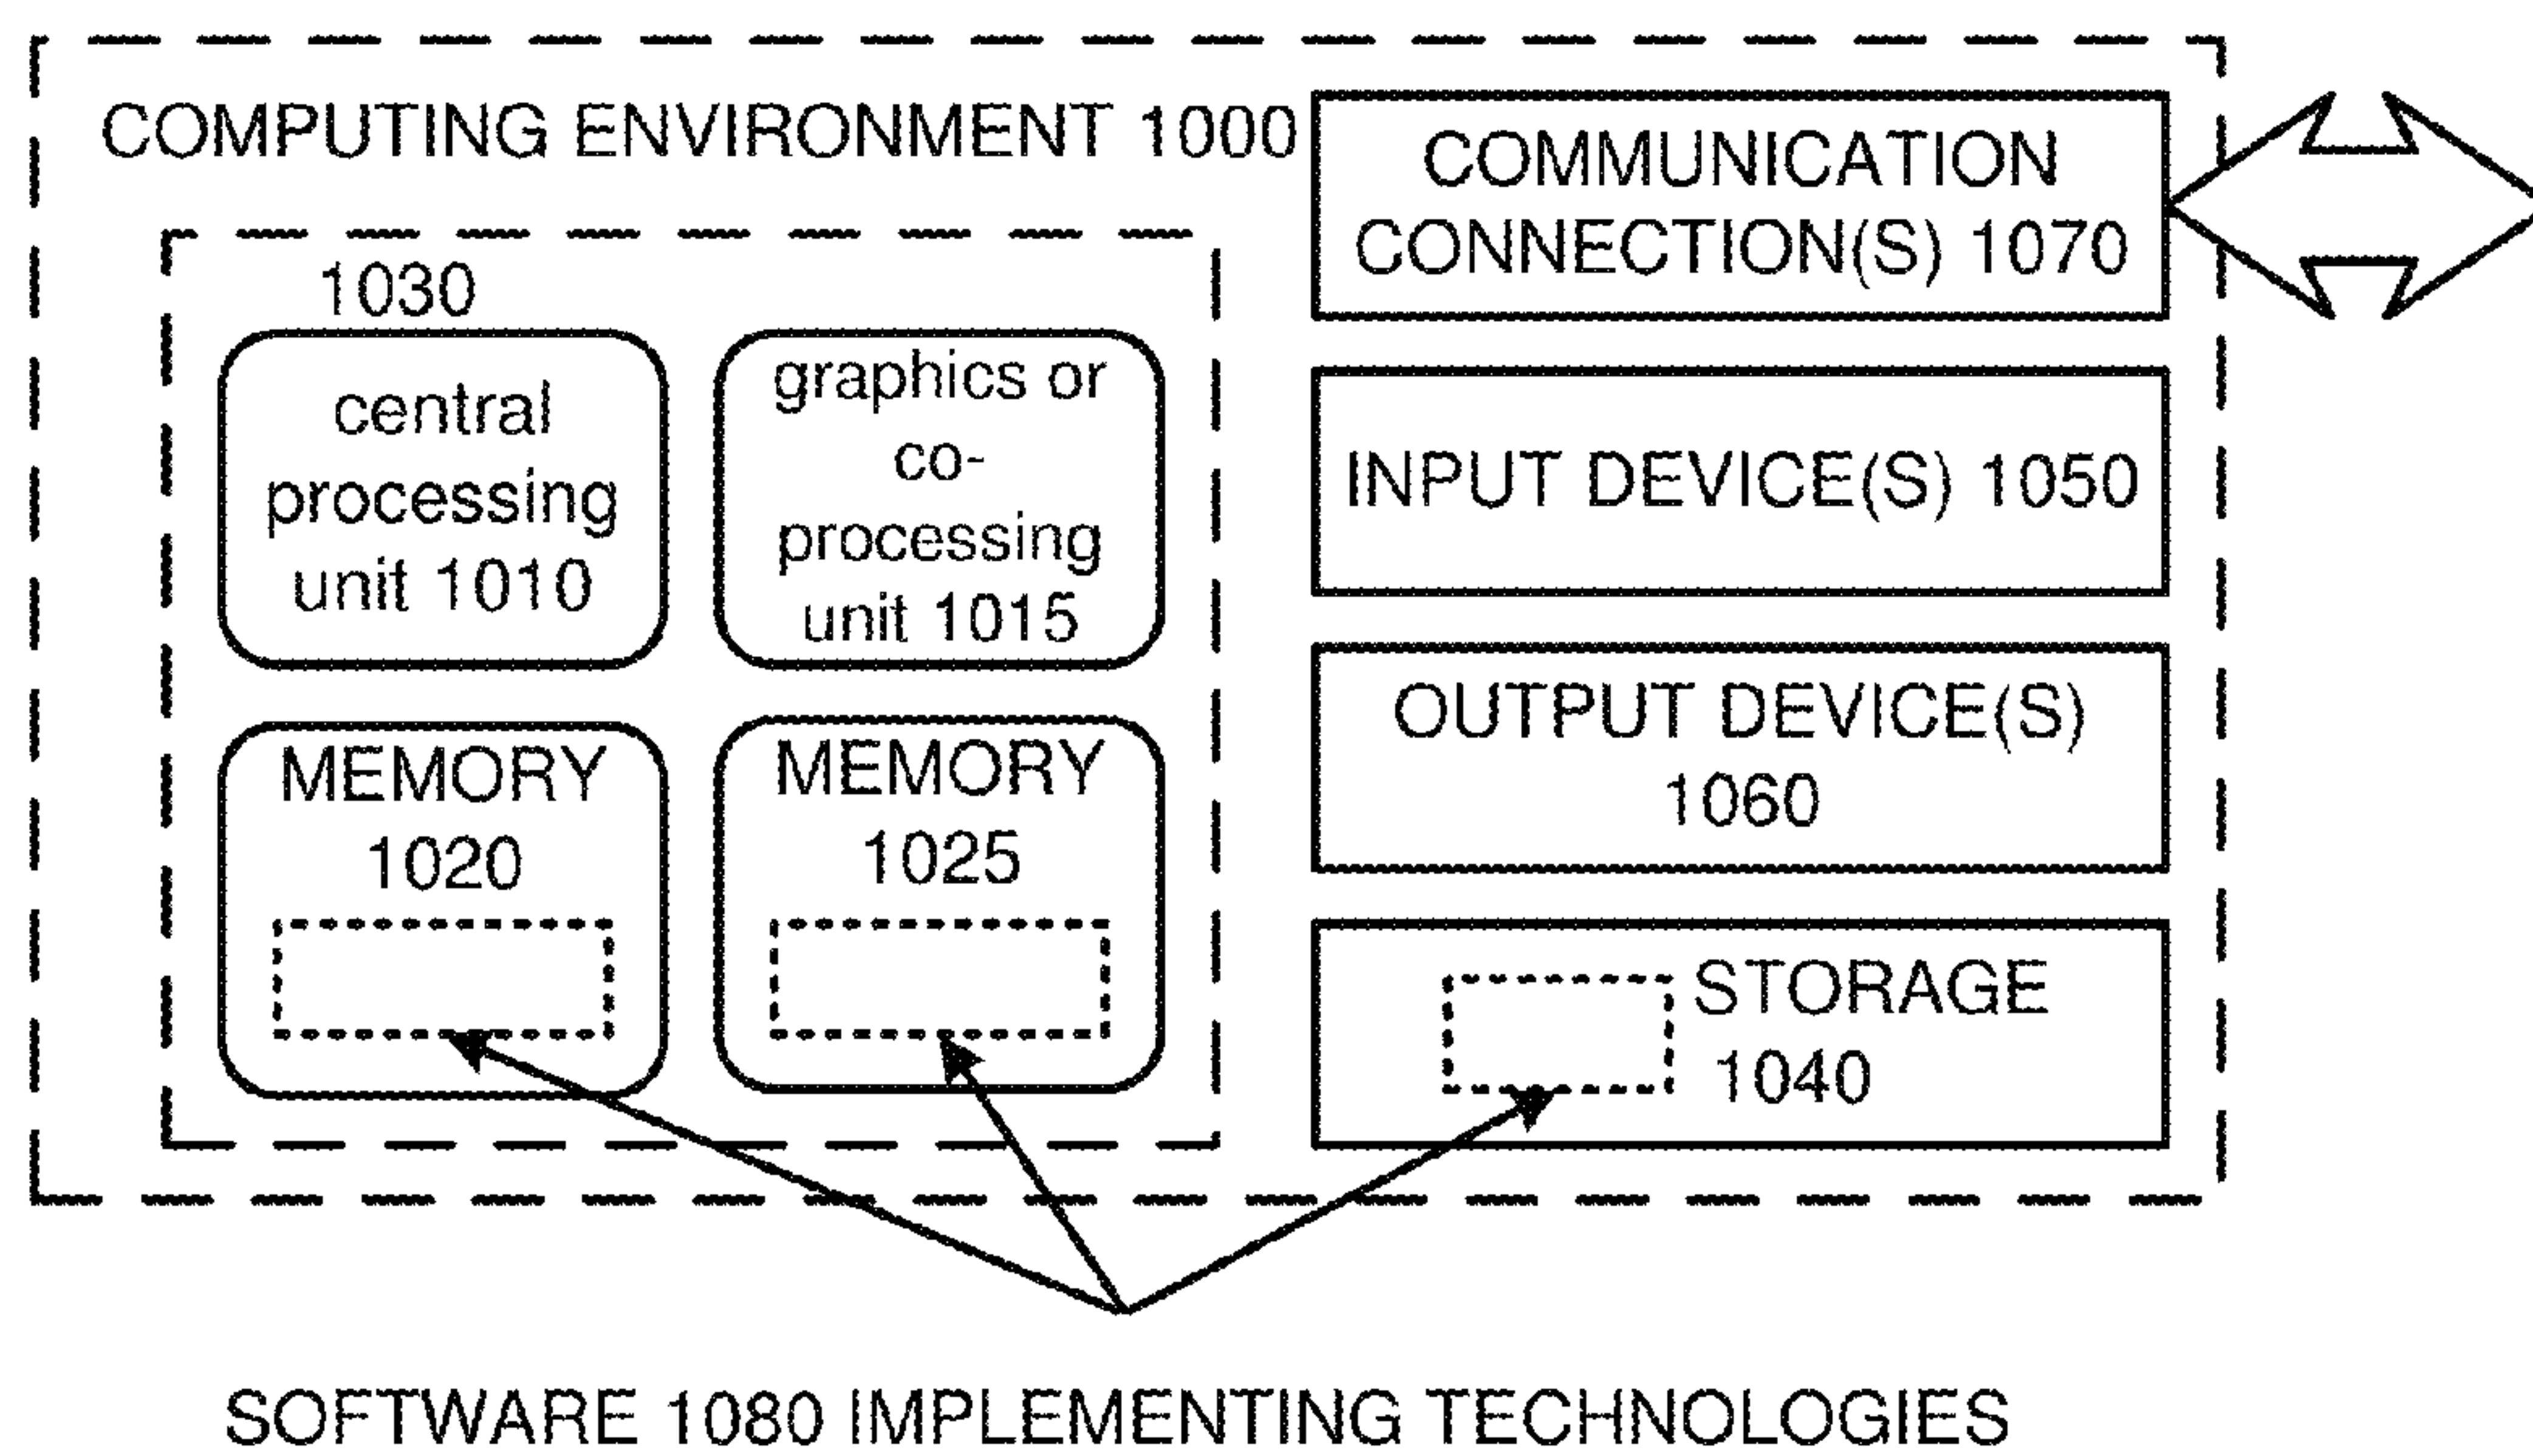 COMPUTING ENVIRONMENT 1000
1030
central
processing
unit 1010
graphics or
co-
processing
unit 1015
MEMORY
1020
MEMORY
1025
COMMUNICATION
CONNECTION(S) 1070
INPUT DEVICE(S) 1050
OUTPUT DEVICE(S)
1060
STORAGE
1040
SOFTWARE 1080 IMPLEMENTING TECHNOLOGIES